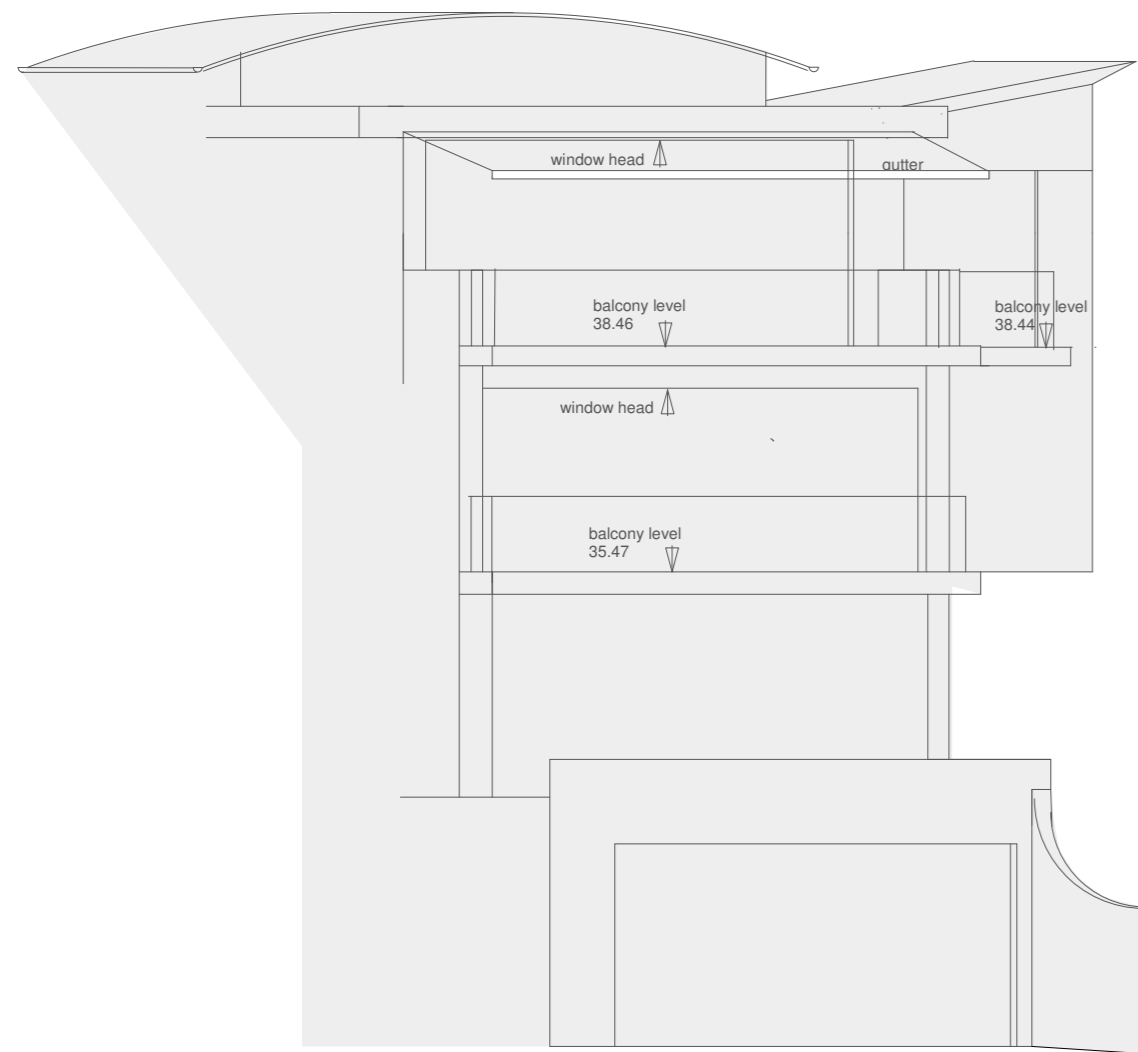 window head
gutter
balcony level
38.46
balcony level
38.44
window head
balcony level
35.47